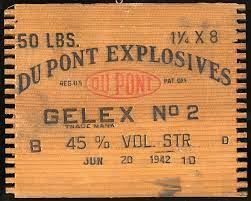 50 LBS. 1¼ X 8
DU PONT EXPLOSIVES
REG US DU PONT PAT. OFF.
GELEX Nº 2
TRADE MARK
B 45 % VOL. STR D
JUN 20 1942 10